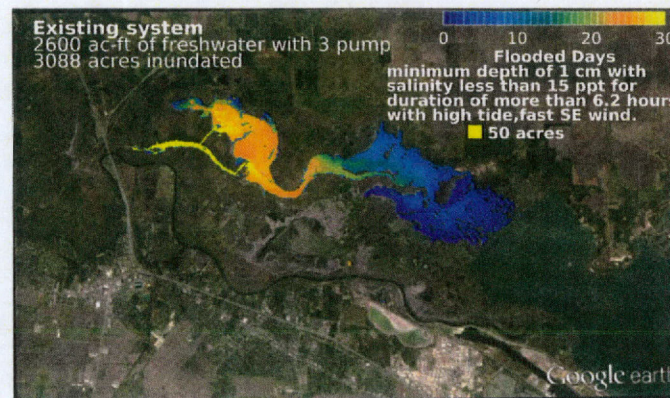 Existing system
2600 ac-ft of freshwater with 3 pump
3088 acres inundated
0 10 20 30
Flooded Days
minimum depth of 1 cm with
salinity less than 15 ppt for
duration of more than 6.2 hours
with high tide,fast SE wind.
50 acres
Google earth